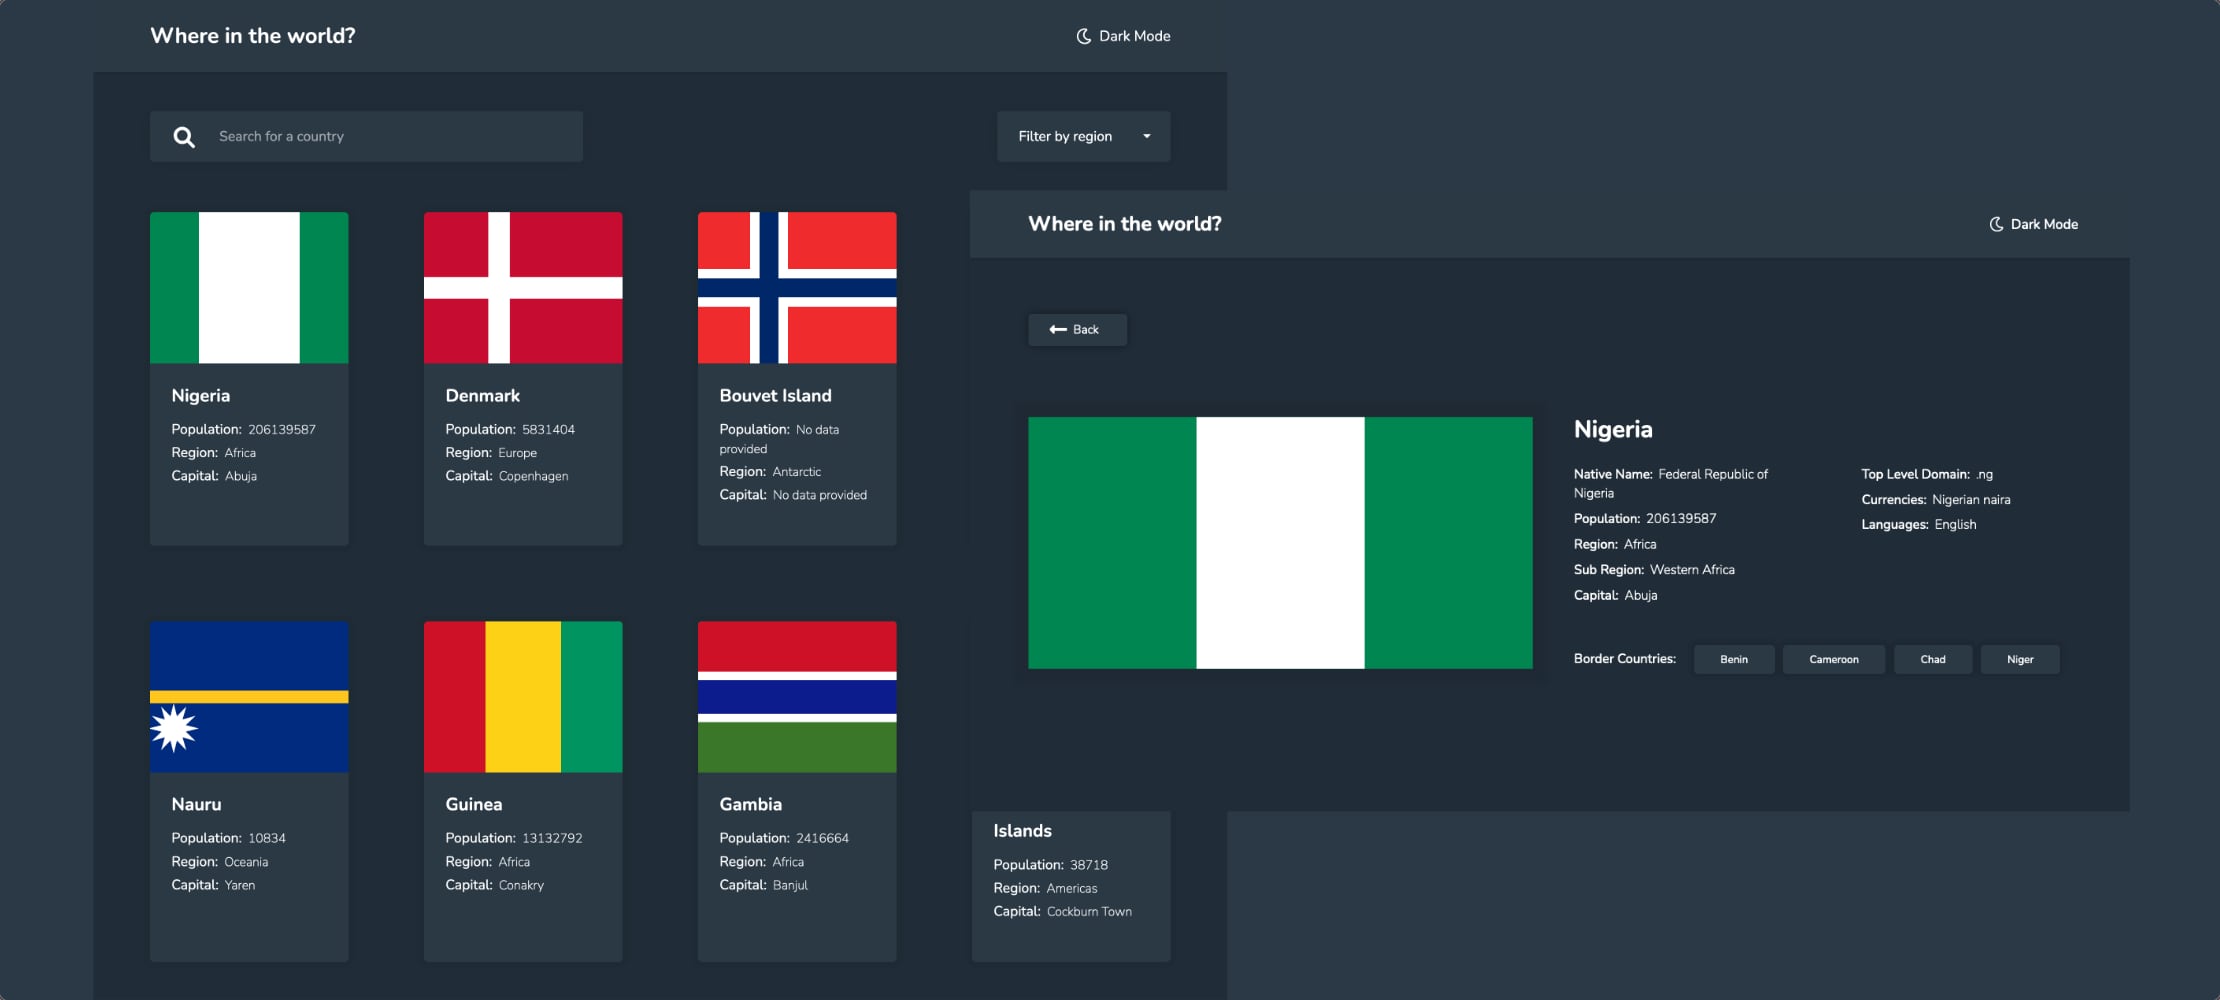 Where in the world?
Dark Mode
Search for a country
Filter by region
Nigeria
Population: 206139587
Region: Africa
Capital: Abuja
Denmark
Population: 5831404
Region: Europe
Capital: Copenhagen
Bouvet Island
Population: No data
provided
Region: Antarctic
Capital: No data provided
Nauru
Population: 10834
Region: Oceania
Capital: Yaren
Guinea
Population: 13132792
Region: Africa
Capital: Conakry
Gambia
Population: 2416664
Region: Africa
Capital: Banjul
Islands
Population: 38718
Region: Americas
Capital: Cockburn Town
Where in the world?
Dark Mode
Back
Nigeria
Native Name: Federal Republic of
Nigeria
Population: 206139587
Region: Africa
Sub Region: Western Africa
Capital: Abuja
Top Level Domain: .ng
Currencies: Nigerian naira
Languages: English
Border Countries:
Benin
Cameroon
Chad
Niger